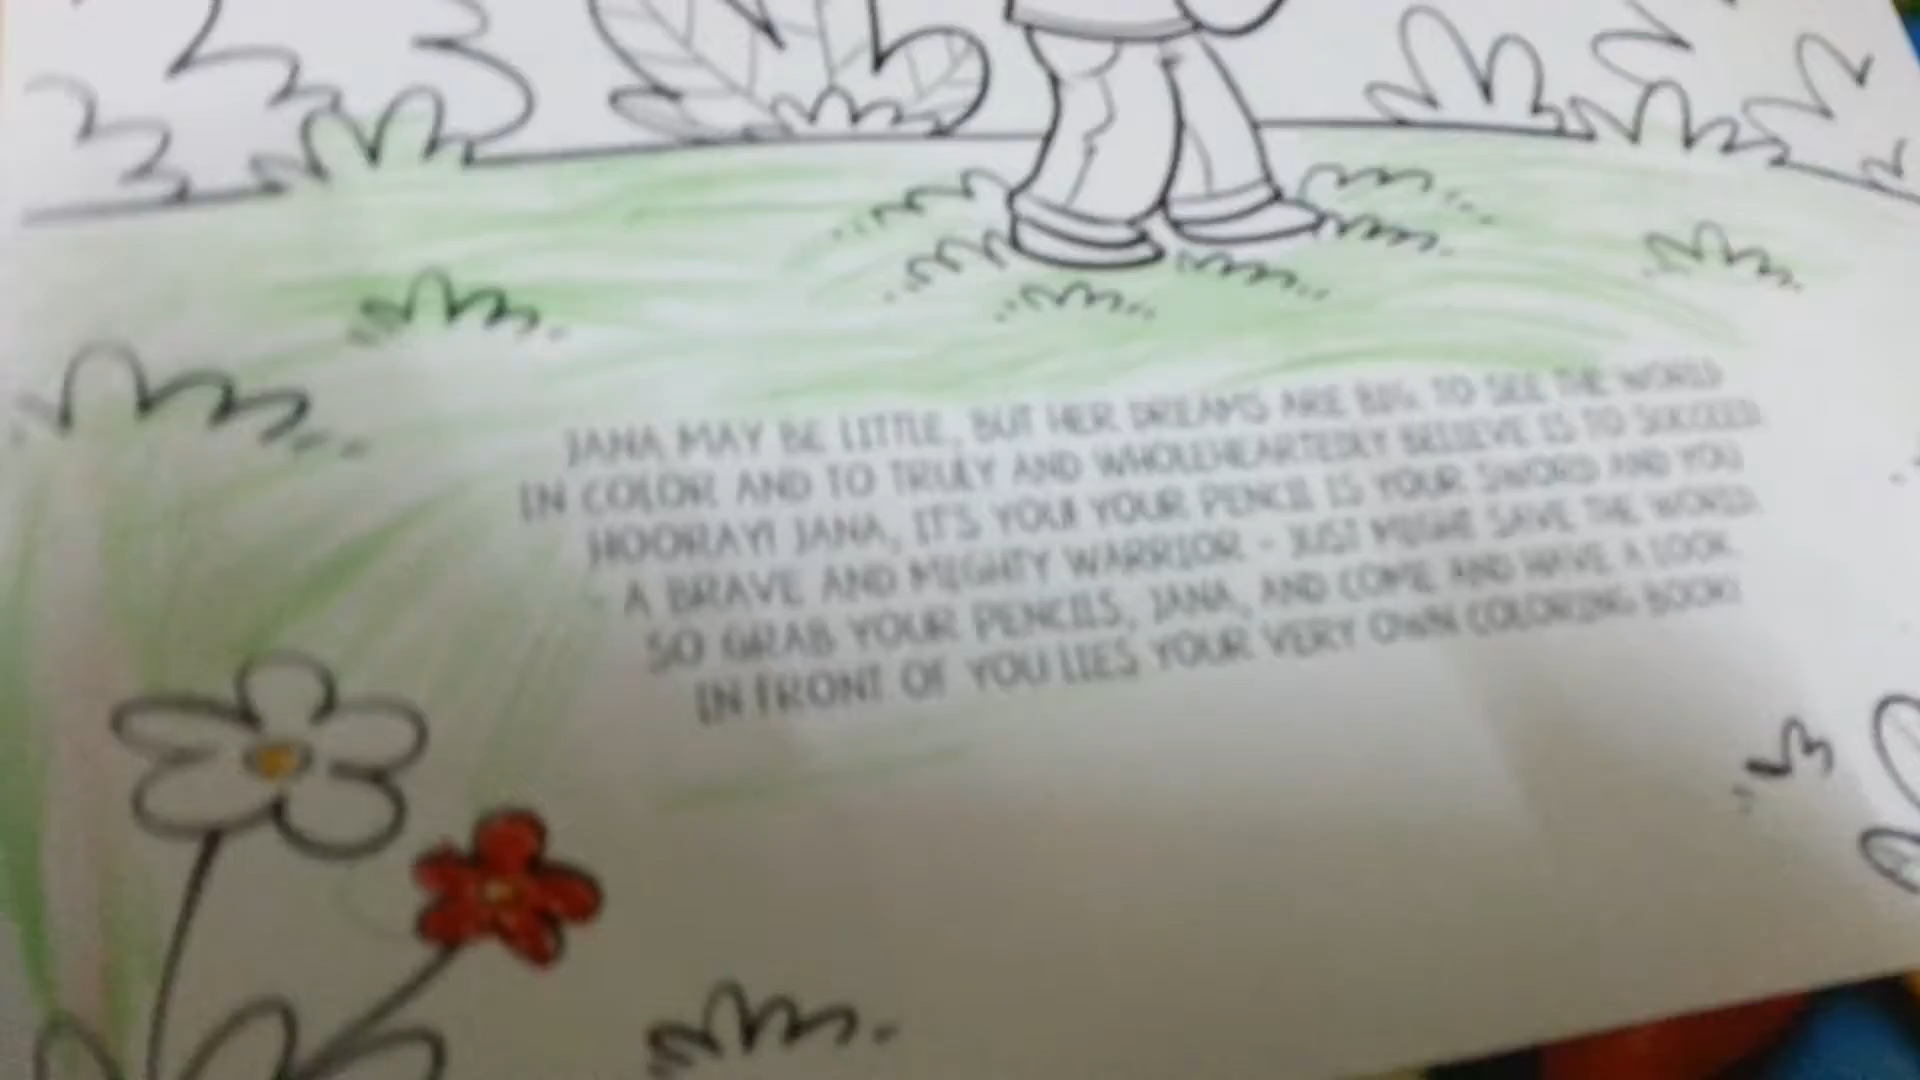 JANA MAY BE LITTLE, BUT HER DREAMS ARE BIG, TO SEE THE WORLD
IN COLOR AND TO TRULY AND WHOLEHEARTEDLY BELIEVE IS TO SUCCEED.
HOORAY! JANA, IT'S YOU! YOUR PENCIL IS YOUR SWORD AND YOU
- A BRAVE AND MIGHTY WARRIOR - JUST MIGHT SAVE THE WORLD.
SO GRAB YOUR PENCILS, JANA, AND COME AND HAVE A LOOK.
IN FRONT OF YOU LIES YOUR VERY OWN COLORING BOOK!